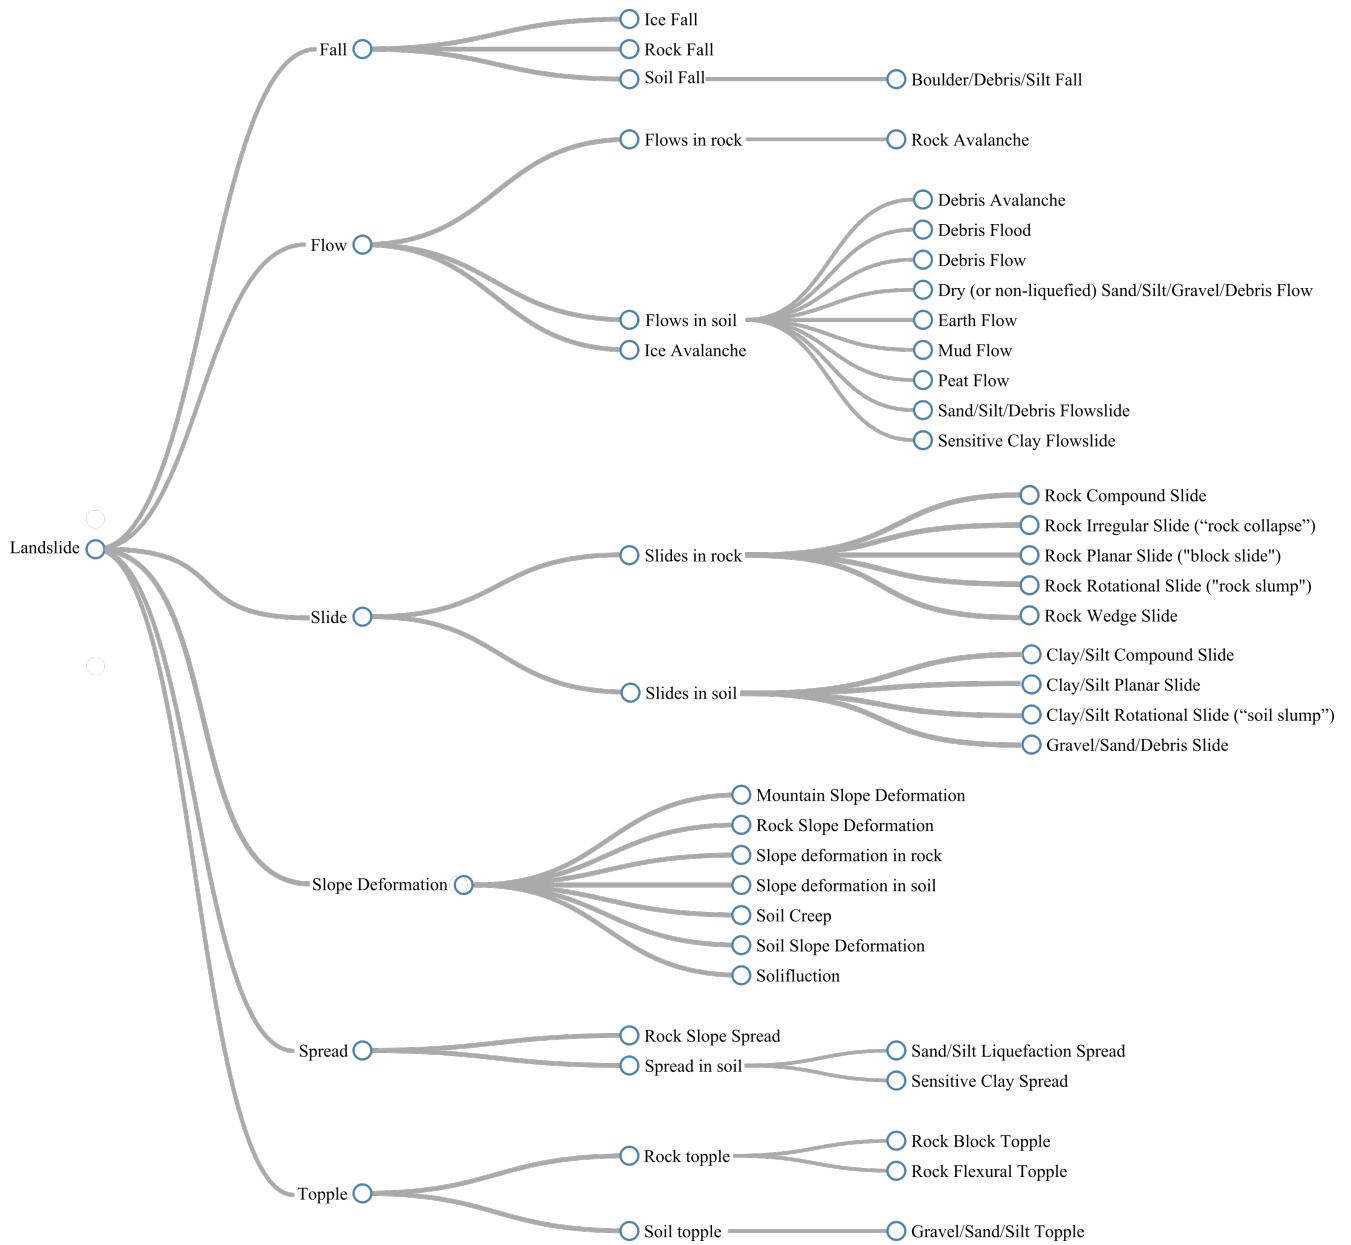 Landslide
Fall
Ice Fall
Rock Fall
Soil Fall
Boulder/Debris/Silt Fall
Flow
Flows in rock
Rock Avalanche
Flows in soil
Debris Avalanche
Debris Flood
Debris Flow
Dry (or non-liquefied) Sand/Silt/Gravel/Debris Flow
Earth Flow
Mud Flow
Peat Flow
Sand/Silt/Debris Flowslide
Sensitive Clay Flowslide
Ice Avalanche
Slide
Slides in rock
Rock Compound Slide
Rock Irregular Slide (“rock collapse”)
Rock Planar Slide ("block slide")
Rock Rotational Slide ("rock slump")
Rock Wedge Slide
Slides in soil
Clay/Silt Compound Slide
Clay/Silt Planar Slide
Clay/Silt Rotational Slide (“soil slump”)
Gravel/Sand/Debris Slide
Slope Deformation
Mountain Slope Deformation
Rock Slope Deformation
Slope deformation in rock
Slope deformation in soil
Soil Creep
Soil Slope Deformation
Solifluction
Spread
Rock Slope Spread
Spread in soil
Sand/Silt Liquefaction Spread
Sensitive Clay Spread
Topple
Rock topple
Rock Block Topple
Rock Flexural Topple
Soil topple
Gravel/Sand/Silt Topple